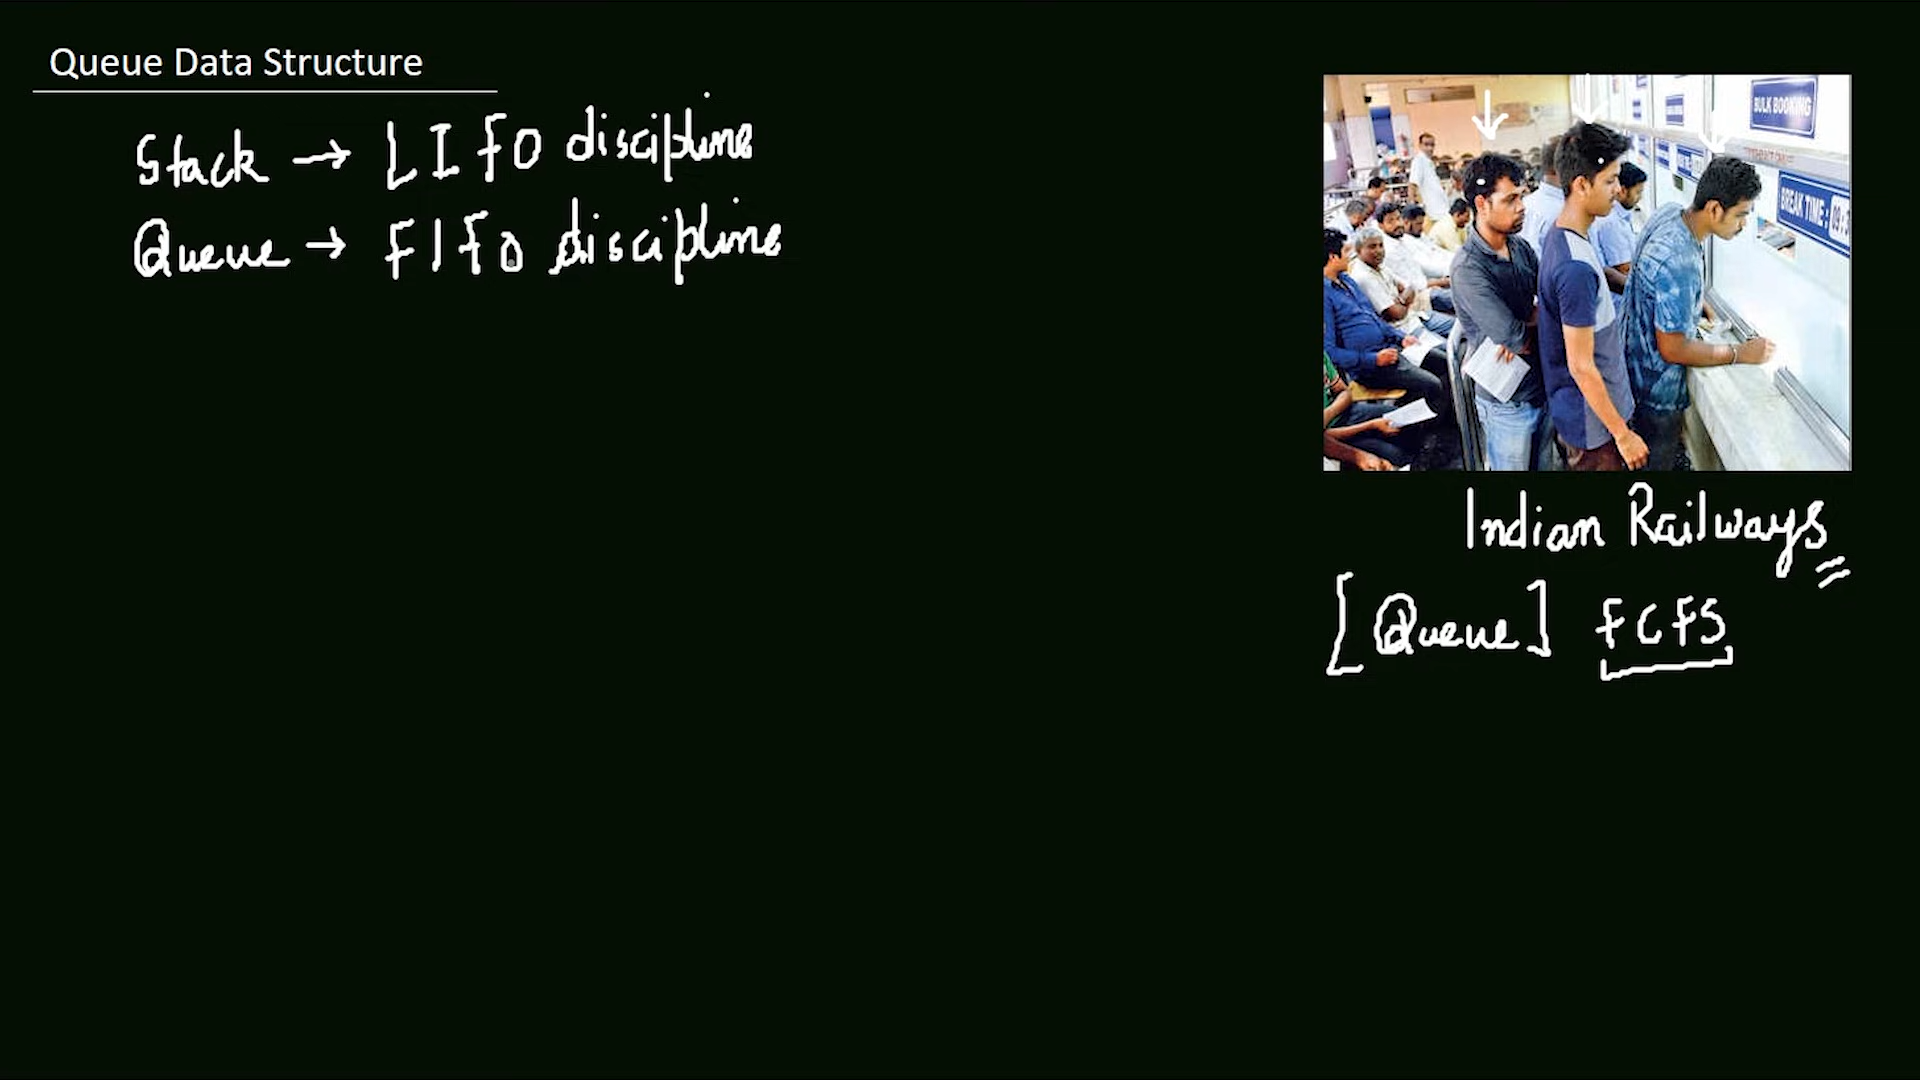 Queue Data Structure
Stack → LIFO discipline
Queue → FIFO discipline
BULK BOOKING
BREAK TIME :
Indian Railways
[Queue] FCFS